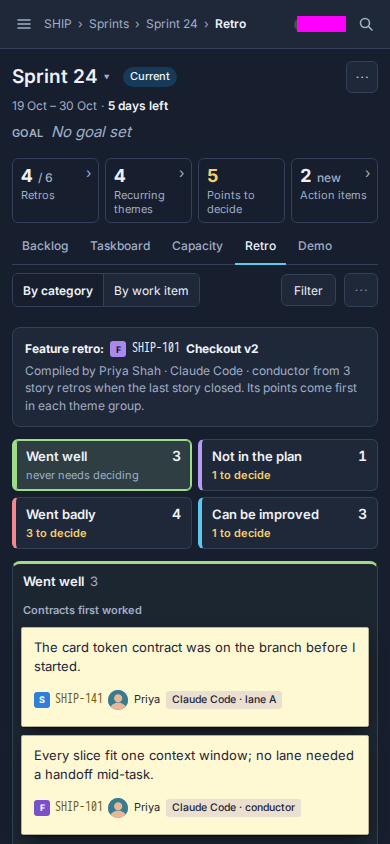 SHIP › Sprints › Sprint 24 › Retro
Sprint 24 ▾ Current ···
19 Oct – 30 Oct · 5 days left
GOAL No goal set
4 / 6 ›
Retros
4 ›
Recurring
themes
5
Points to
decide
2 new ›
Action items
Backlog Taskboard Capacity Retro Demo
By category By work item Filter ···
Feature retro: F SHIP-101 Checkout v2
Compiled by Priya Shah · Claude Code · conductor from 3
story retros when the last story closed. Its points come first
in each theme group.
Went well 3
never needs deciding
Not in the plan 1
1 to decide
Went badly 4
3 to decide
Can be improved 3
1 to decide
Went well 3
Contracts first worked
The card token contract was on the branch before I
started.
S SHIP-141 Priya Claude Code · lane A
Every slice fit one context window; no lane needed
a handoff mid-task.
F SHIP-101 Priya Claude Code · conductor